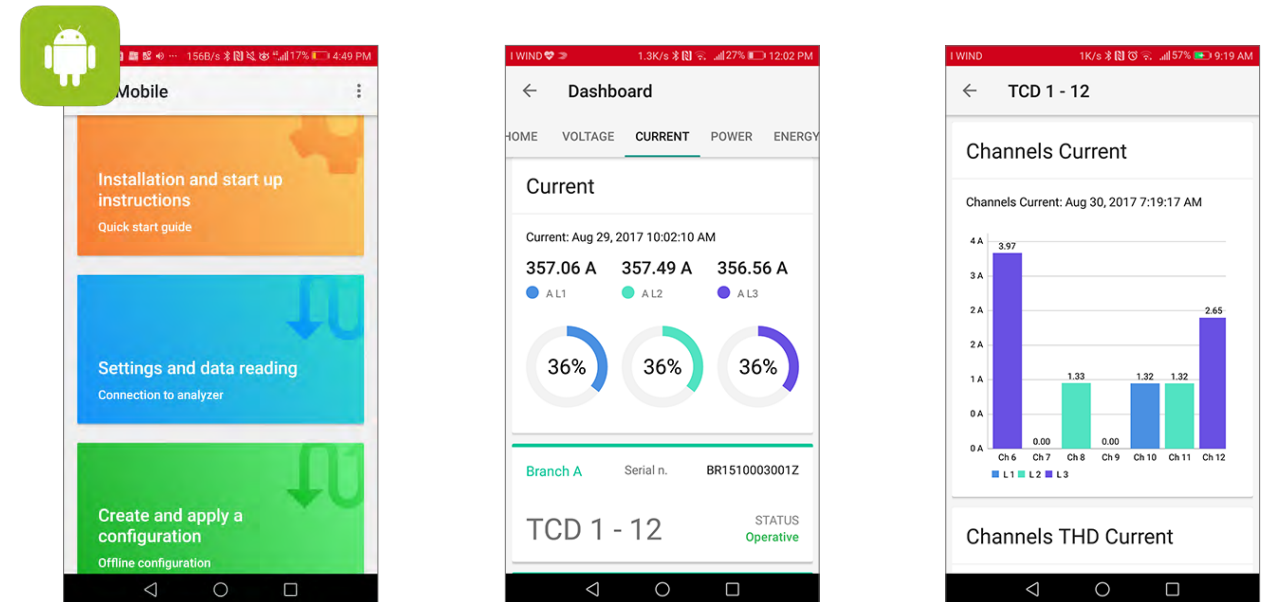 156B/s 17% 4:49 PM
Mobile
Installation and start up
instructions
Quick start guide
Settings and data reading
Connection to analyzer
Create and apply a
configuration
Offline configuration
I WIND 1.3K/s 27% 12:02 PM
Dashboard
HOME VOLTAGE CURRENT POWER ENERGY
Current
Current: Aug 29, 2017 10:02:10 AM
357.06 A 357.49 A 356.56 A
A L1 A L2 A L3
36% 36% 36%
Branch A Serial n. BR1510003001Z
TCD 1 - 12
STATUS
Operative
I WIND 1K/s 57% 9:19 AM
TCD 1 - 12
Channels Current
Channels Current: Aug 30, 2017 7:19:17 AM
4 A
3.97
3 A
2 A
2.65
2 A
1 A
1.33 1.32 1.32
0 A
0.00 0.00
0 A
Ch 6 Ch 7 Ch 8 Ch 9 Ch 10 Ch 11 Ch 12
L 1 L 2 L 3
Channels THD Current